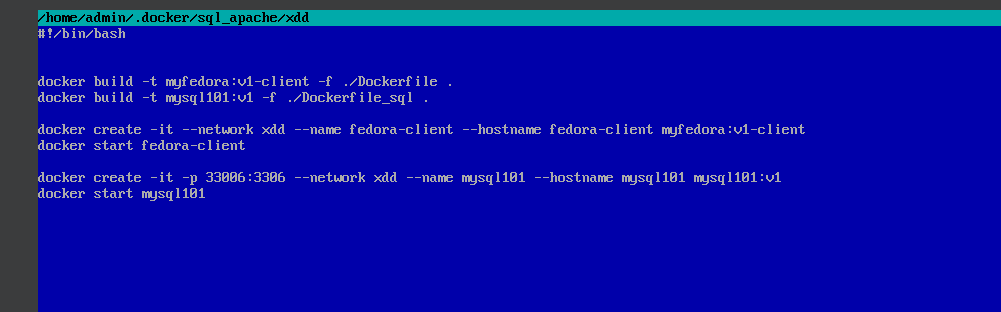 /home/admin/.docker/sql_apache/xdd
#!/bin/bash
docker build -t myfedora:v1-client -f ./Dockerfile .
docker build -t mysql101:v1 -f ./Dockerfile_sql .
docker create -it --network xdd --name fedora-client --hostname fedora-client myfedora:v1-client
docker start fedora-client
docker create -it -p 33006:3306 --network xdd --name mysql101 --hostname mysql101 mysql101:v1
docker start mysql101